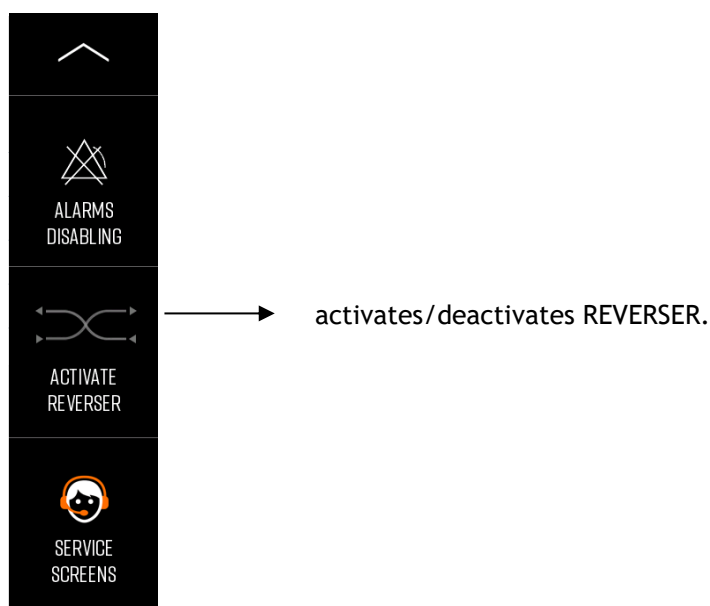 ALARMS
DISABLING
activates/deactivates REVERSER.
ACTIVATE
REVERSER
SERVICE
SCREENS